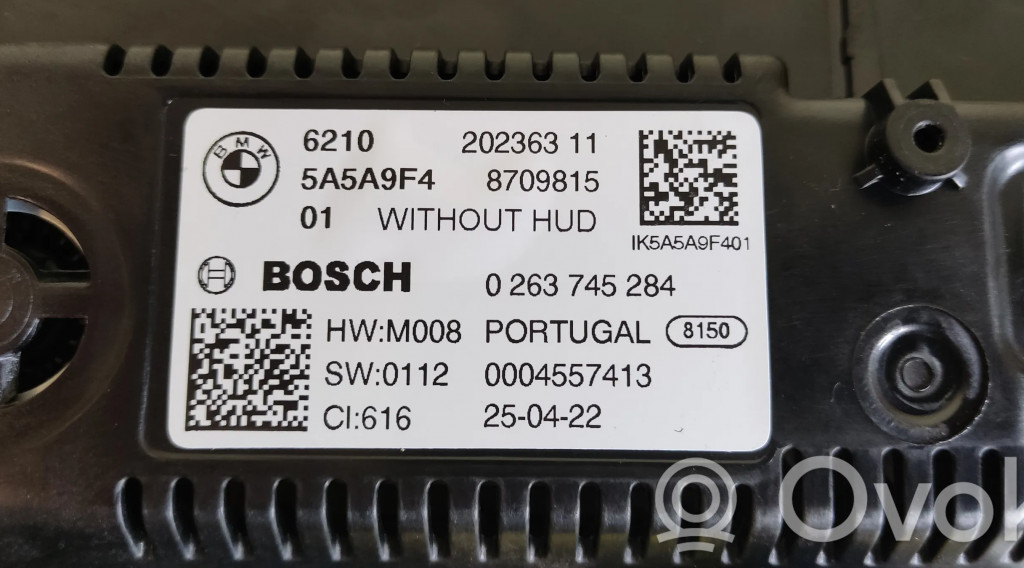 BMW
6210 202363 11
5A5A9F4 8709815
01 WITHOUT HUD
IK5A5A9F401
BOSCH 0 263 745 284
HW:M008 PORTUGAL 8150
SW:0112 0004557413
CI:616 25-04-22